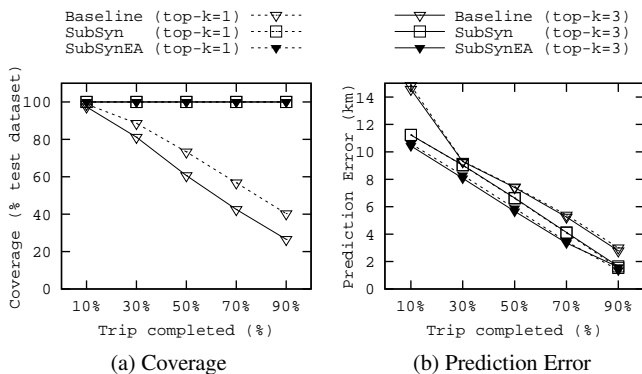 Baseline (top-k=1)
SubSyn (top-k=1)
SubSynEA (top-k=1)
Baseline (top-k=3)
SubSyn (top-k=3)
SubSynEA (top-k=3)
Coverage (% test dataset)
100
80
60
40
20
0
10% 30% 50% 70% 90%
Trip completed (%)
(a) Coverage
Prediction Error (km)
14
12
10
8
6
4
2
0
10% 30% 50% 70% 90%
Trip completed (%)
(b) Prediction Error